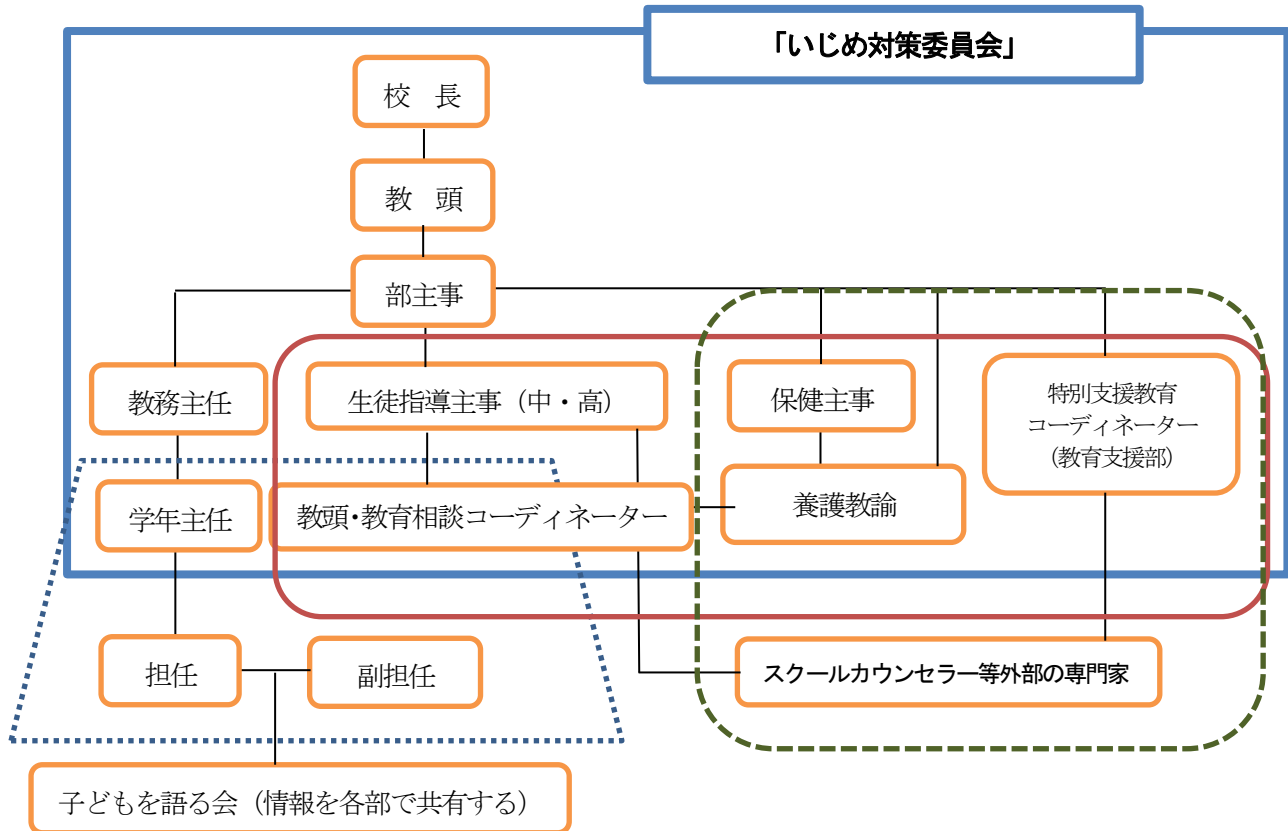 「いじめ対策委員会」
校　長
教　頭
部主事
教務主任
生徒指導主事（中・高）
保健主事
特別支援教育
コーディネーター
（教育支援部）
学年主任
教頭・教育相談コーディネーター
養護教諭
担任
副担任
スクールカウンセラー等外部の専門家
子どもを語る会（情報を各部で共有する）